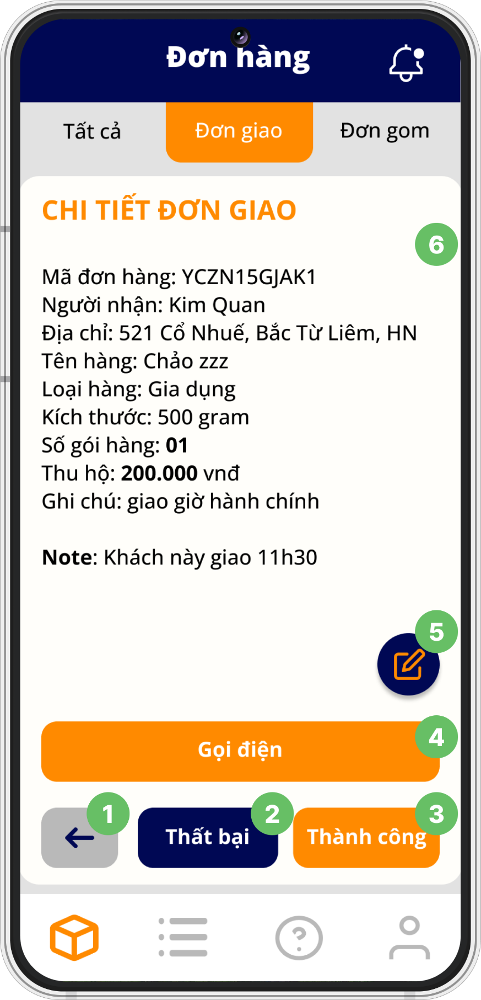 Đơn hàng
Tất cả
Đơn giao
Đơn gom
CHI TIẾT ĐƠN GIAO
6
Mã đơn hàng: YCZN15GJAK1
Người nhận: Kim Quan
Địa chỉ: 521 Cổ Nhuế, Bắc Từ Liêm, HN
Tên hàng: Chảo zzz
Loại hàng: Gia dụng
Kích thước: 500 gram
Số gói hàng: 01
Thu hộ: 200.000 vnđ
Ghi chú: giao giờ hành chính
Note: Khách này giao 11h30
5
4
Gọi điện
1
2
3
Thất bại
Thành công